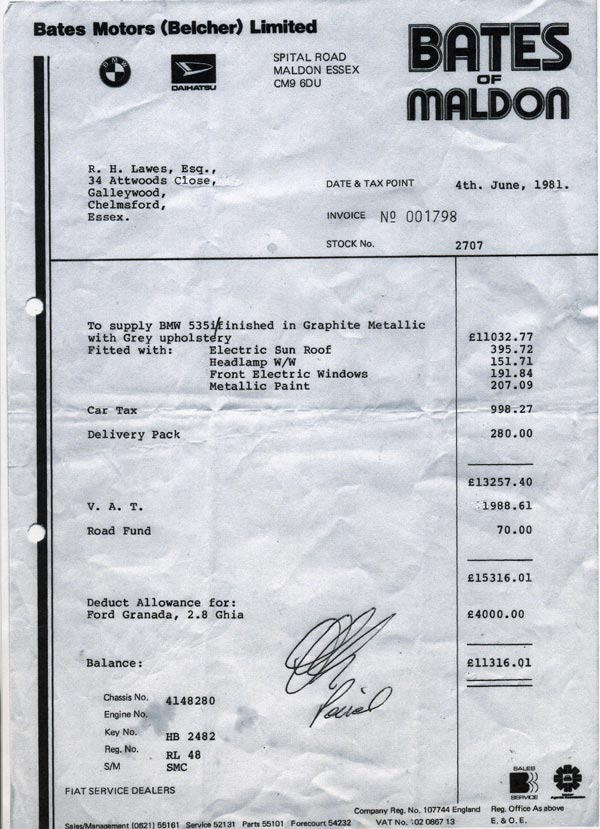 Bates Motors (Belcher) Limited
BMW
DAIHATSU
SPITAL ROAD
MALDON ESSEX
CM9 6DU
BATES
OF
MALDON
R. H. Lawes, Esq.,
34 Attwoods Close,
Galleywood,
Chelmsford,
Essex.
DATE & TAX POINT 4th. June, 1981.
INVOICE Nº 001798
STOCK No. 2707
To supply BMW 535i/finished in Graphite Metallic
with Grey upholstery £11032.77
Fitted with: Electric Sun Roof 395.72
Headlamp W/W 151.71
Front Electric Windows 191.84
Metallic Paint 207.09
Car Tax 998.27
Delivery Pack 280.00
£13257.40
V. A. T. 1988.61
Road Fund 70.00
£15316.01
Deduct Allowance for:
Ford Granada, 2.8 Ghia £4000.00
Balance: £11316.01
Chassis No. 4148280
Engine No.
Key No. HB 2482
Reg. No. RL 48
S/M SMC
FIAT SERVICE DEALERS
SALES
SERVICE
Company Reg. No. 107744 England Reg. Office As above
Sales/Management (0621) 55161 Service 52131 Parts 55101 Forecourt 54232 VAT No. 102 0867 13 E. & O. E.